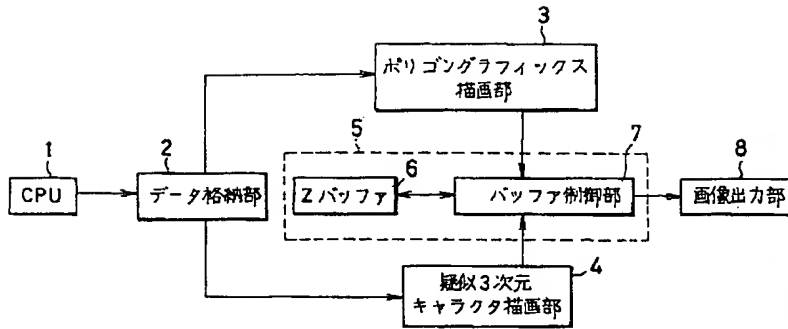 3
ポリゴングラフィックス
描画部
5
7
1
2
6
8
CPU
データ格納部
Zバッファ
バッファ制御部
画像出力部
4
疑似3次元
キャラクタ描画部